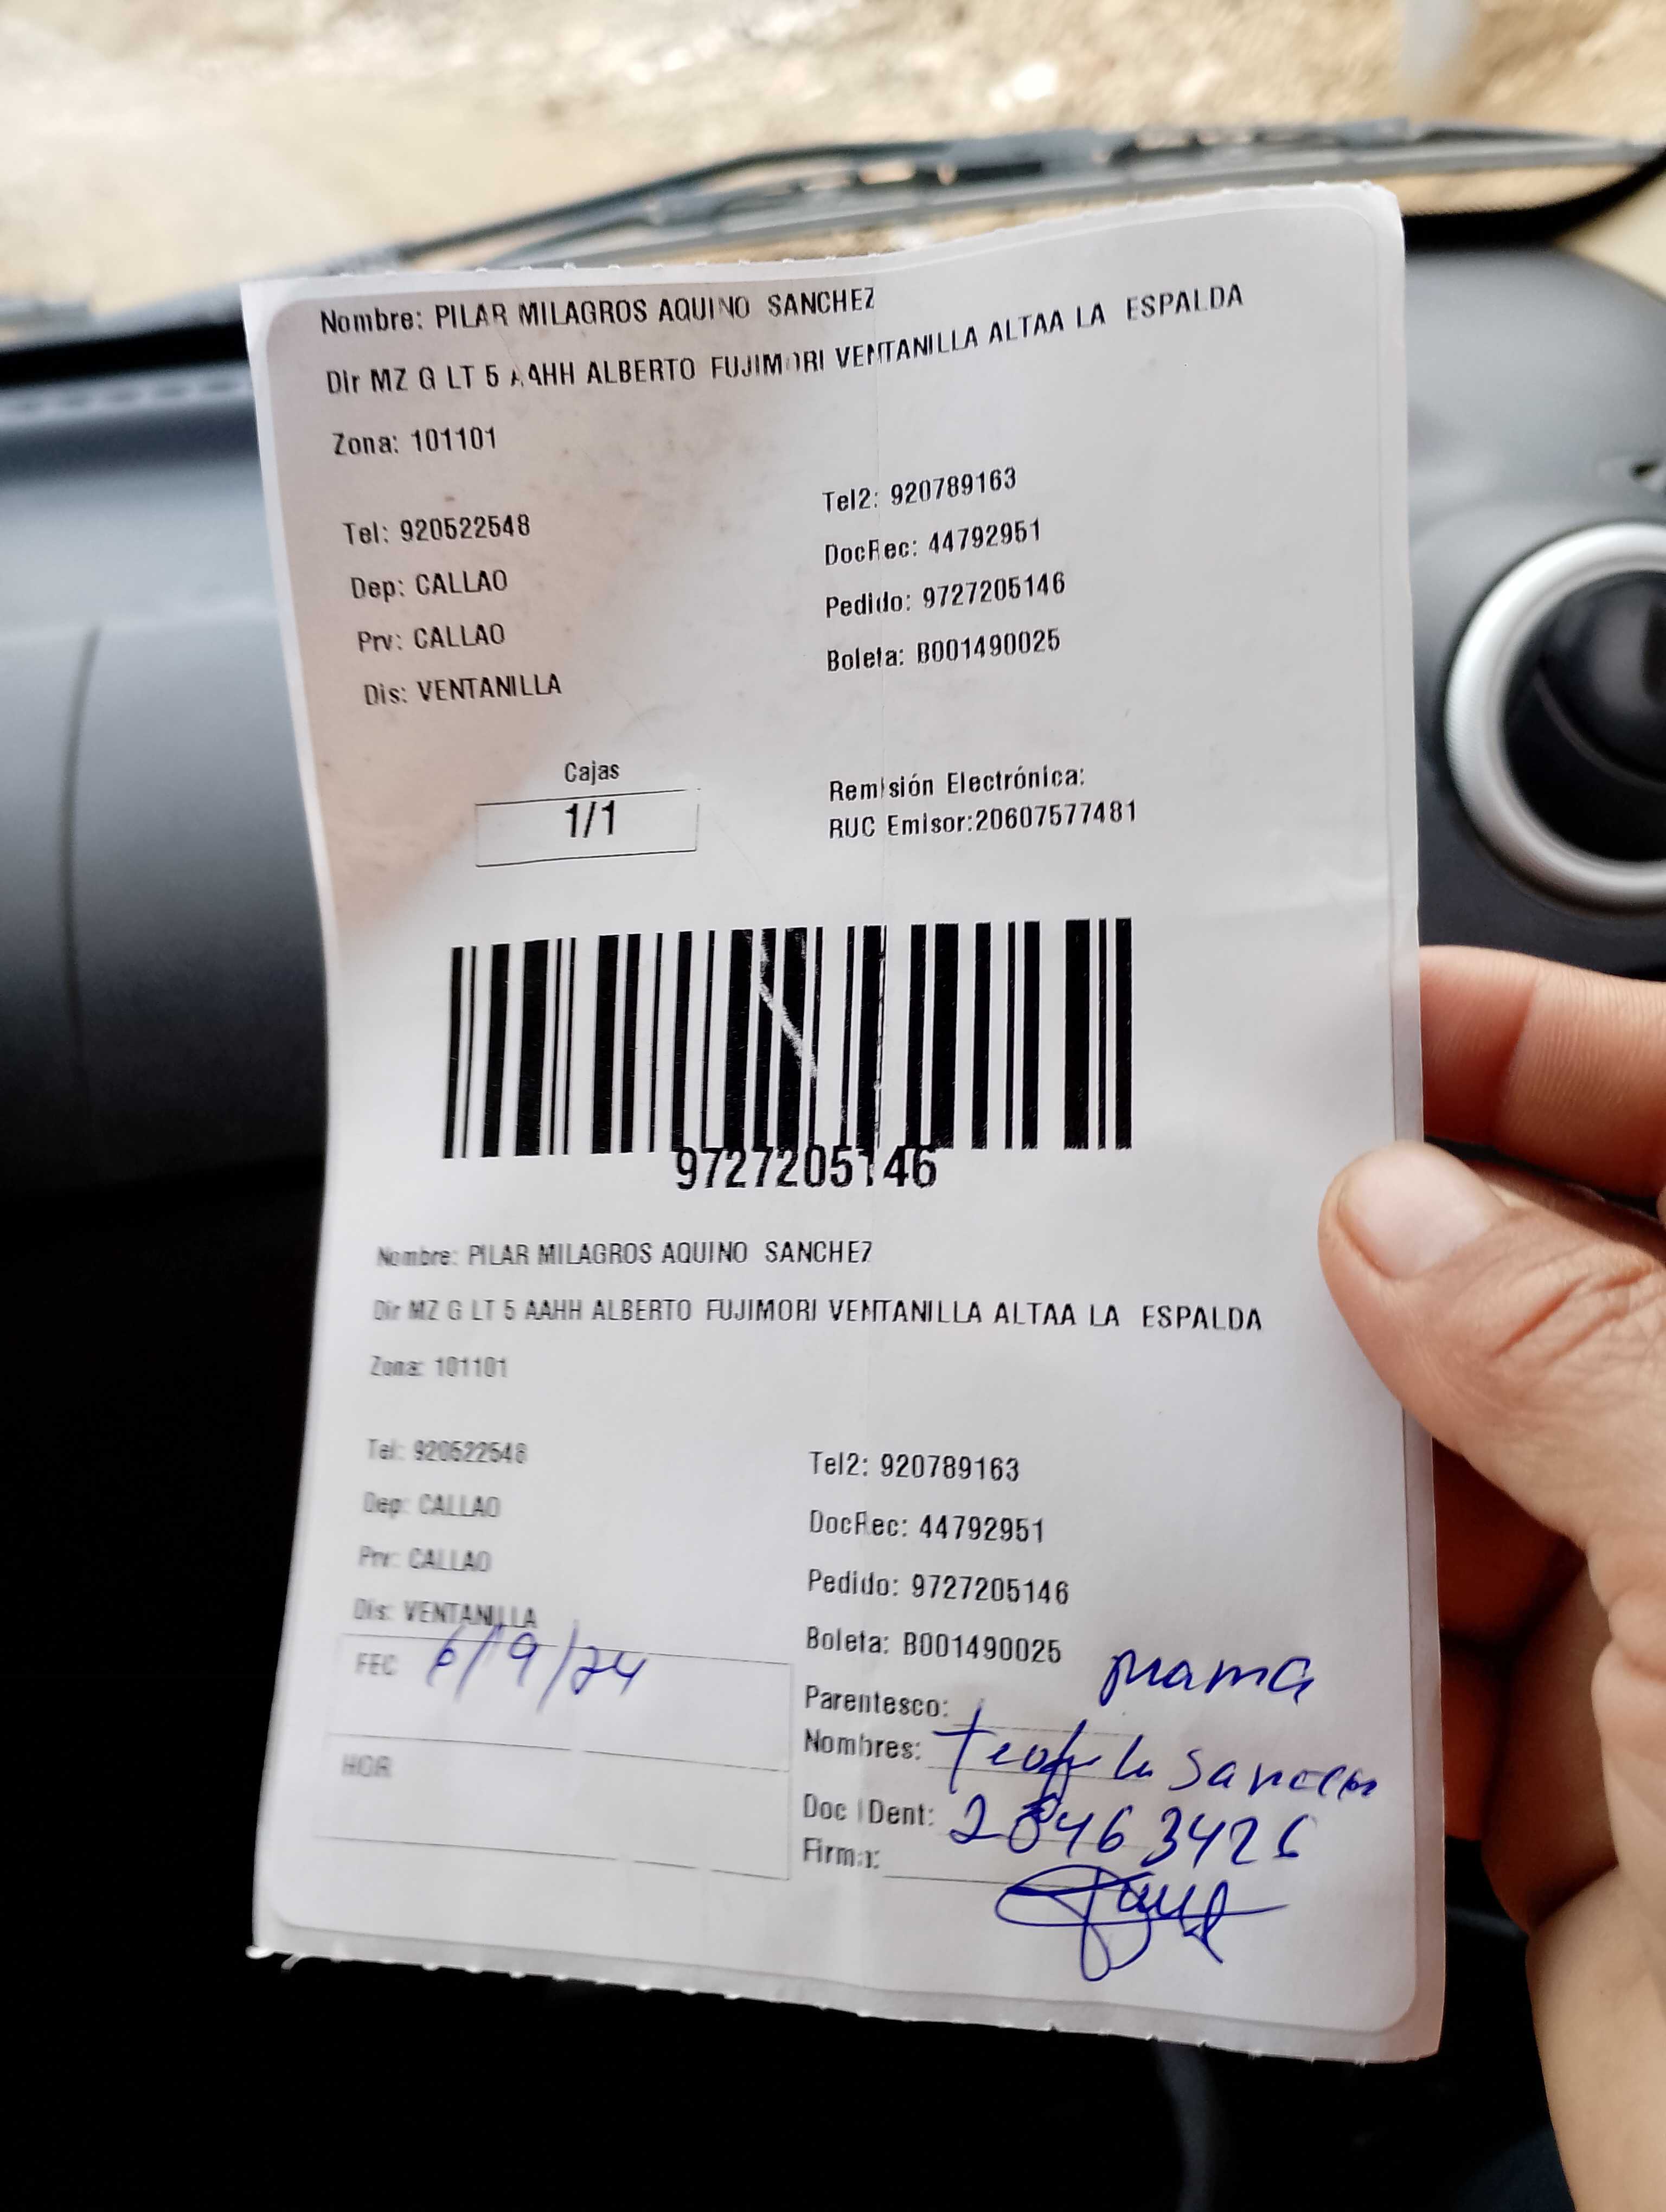 Nombre: PILAR MILAGROS AQUINO SANCHEZ
Dir MZ G LT 5 AAHH ALBERTO FUJIMORI VENTANILLA ALTAA LA ESPALDA
Zona: 101101
Tel: 920522548
Tel2: 920789163
Dep: CALLAO
DocRec: 44792951
Prv: CALLAO
Pedido: 9727205146
Dis: VENTANILLA
Boleta: B001490025
Cajas
1/1
Remisión Electrónica:
RUC Emisor:20607577481
9727205146
Nombre: PILAR MILAGROS AQUINO SANCHEZ
Dir MZ G LT 5 AAHH ALBERTO FUJIMORI VENTANILLA ALTAA LA ESPALDA
Zona: 101101
Tel: 920522548
Tel2: 920789163
Dep: CALLAO
DocRec: 44792951
Prv: CALLAO
Pedido: 9727205146
Dis: VENTANILLA
Boleta: B001490025
FEC 6/9/24
Parentesco: mama
Nombres:
HOR
Doc IDent: 28463426
Firma: